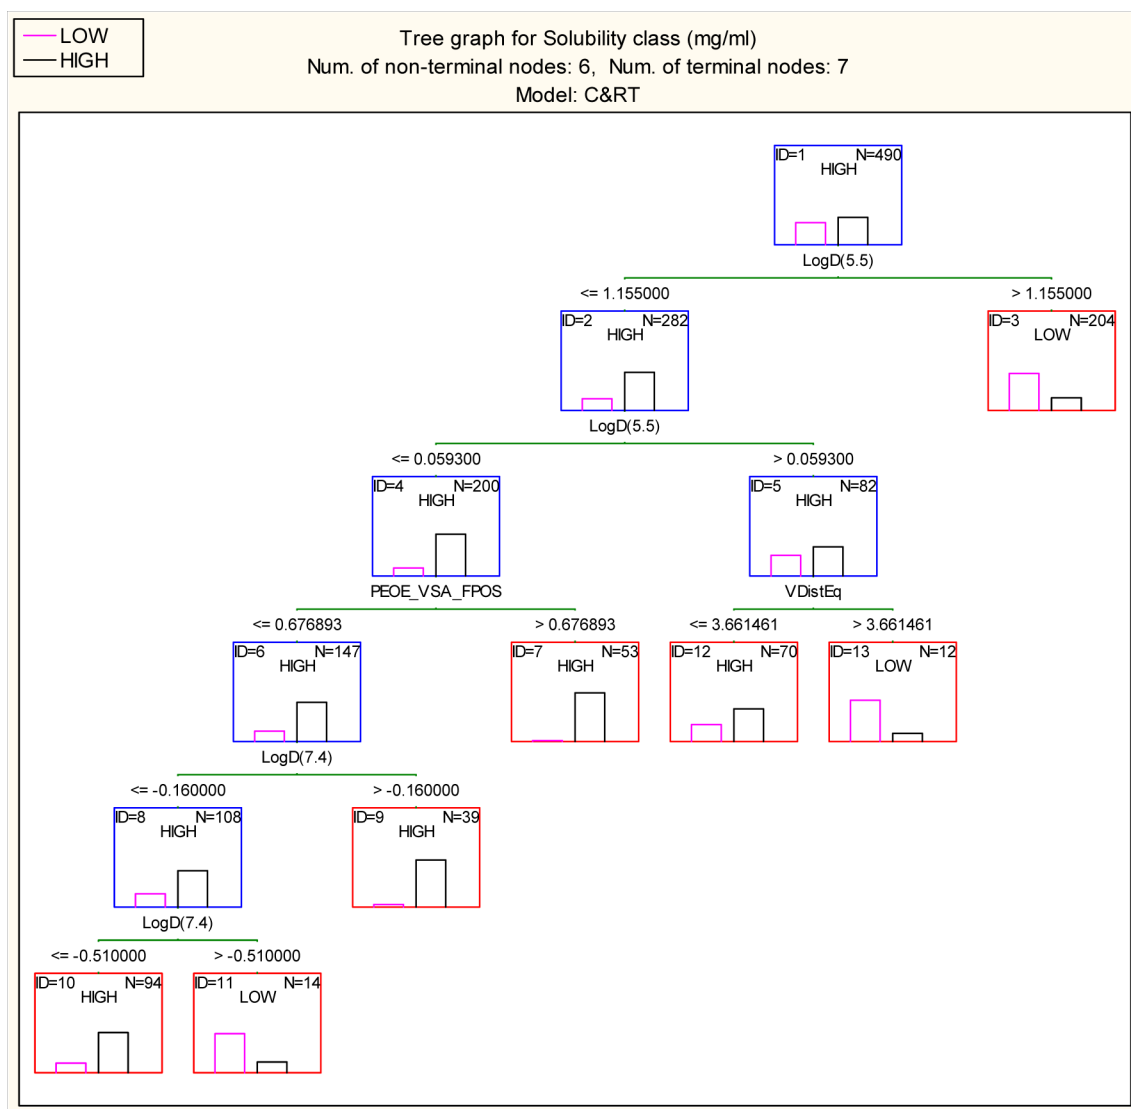 LOW
HIGH
Tree graph for Solubility class (mg/ml)
Num. of non-terminal nodes: 6,  Num. of terminal nodes: 7
Model: C&RT
ID=1 N=490
HIGH
LogD(5.5)
<= 1.155000 > 1.155000
ID=2 N=282 ID=3 N=204
HIGH LOW
LogD(5.5)
<= 0.059300 > 0.059300
ID=4 N=200 ID=5 N=82
HIGH HIGH
PEOE_VSA_FPOS VDistEq
<= 0.676893 > 0.676893 <= 3.661461 > 3.661461
ID=6 N=147 ID=7 N=53 ID=12 N=70 ID=13 N=12
HIGH HIGH HIGH LOW
LogD(7.4)
<= -0.160000 > -0.160000
ID=8 N=108 ID=9 N=39
HIGH HIGH
LogD(7.4)
<= -0.510000 > -0.510000
ID=10 N=94 ID=11 N=14
HIGH LOW